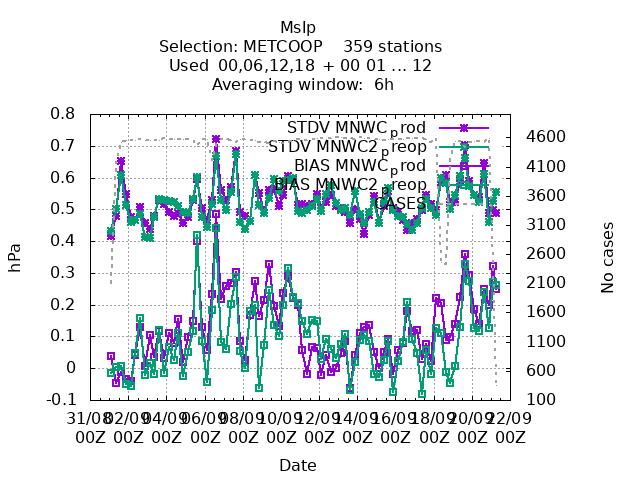 Mslp
Selection: METCOOP    359 stations
Used  00,06,12,18  + 00 01 ... 12
Averaging window:  6h
STDV MNWC_prod
STDV MNWC2_preop
BIAS MNWC_prod
BIAS MNWC2_preop
CASES
hPa
0.8
0.7
0.6
0.5
0.4
0.3
0.2
0.1
0
-0.1
No cases
4600
4100
3600
3100
2600
2100
1600
1100
600
100
31/08 02/09 04/09 06/09 08/09 10/09 12/09 14/09 16/09 18/09 20/09 22/09
00Z 00Z 00Z 00Z 00Z 00Z 00Z 00Z 00Z 00Z 00Z 00Z
Date